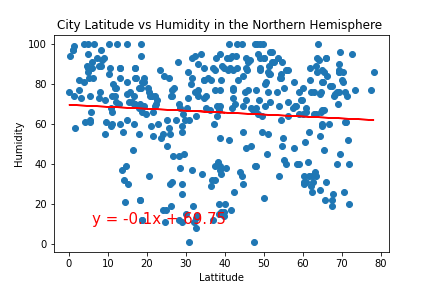 City Latitude vs Humidity in the Northern Hemisphere
100
80
60
40
20
0
Humidity
y = -0.1x + 69.75
0 10 20 30 40 50 60 70 80
Lattitude